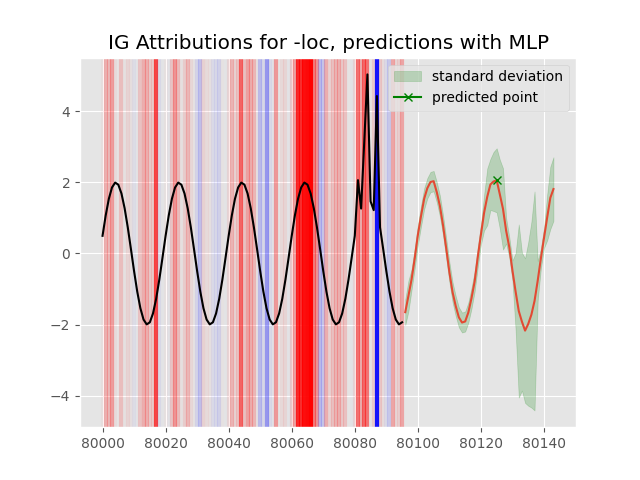 IG Attributions for -loc, predictions with MLP
standard deviation
predicted point
4
2
0
−2
−4
80000 80020 80040 80060 80080 80100 80120 80140